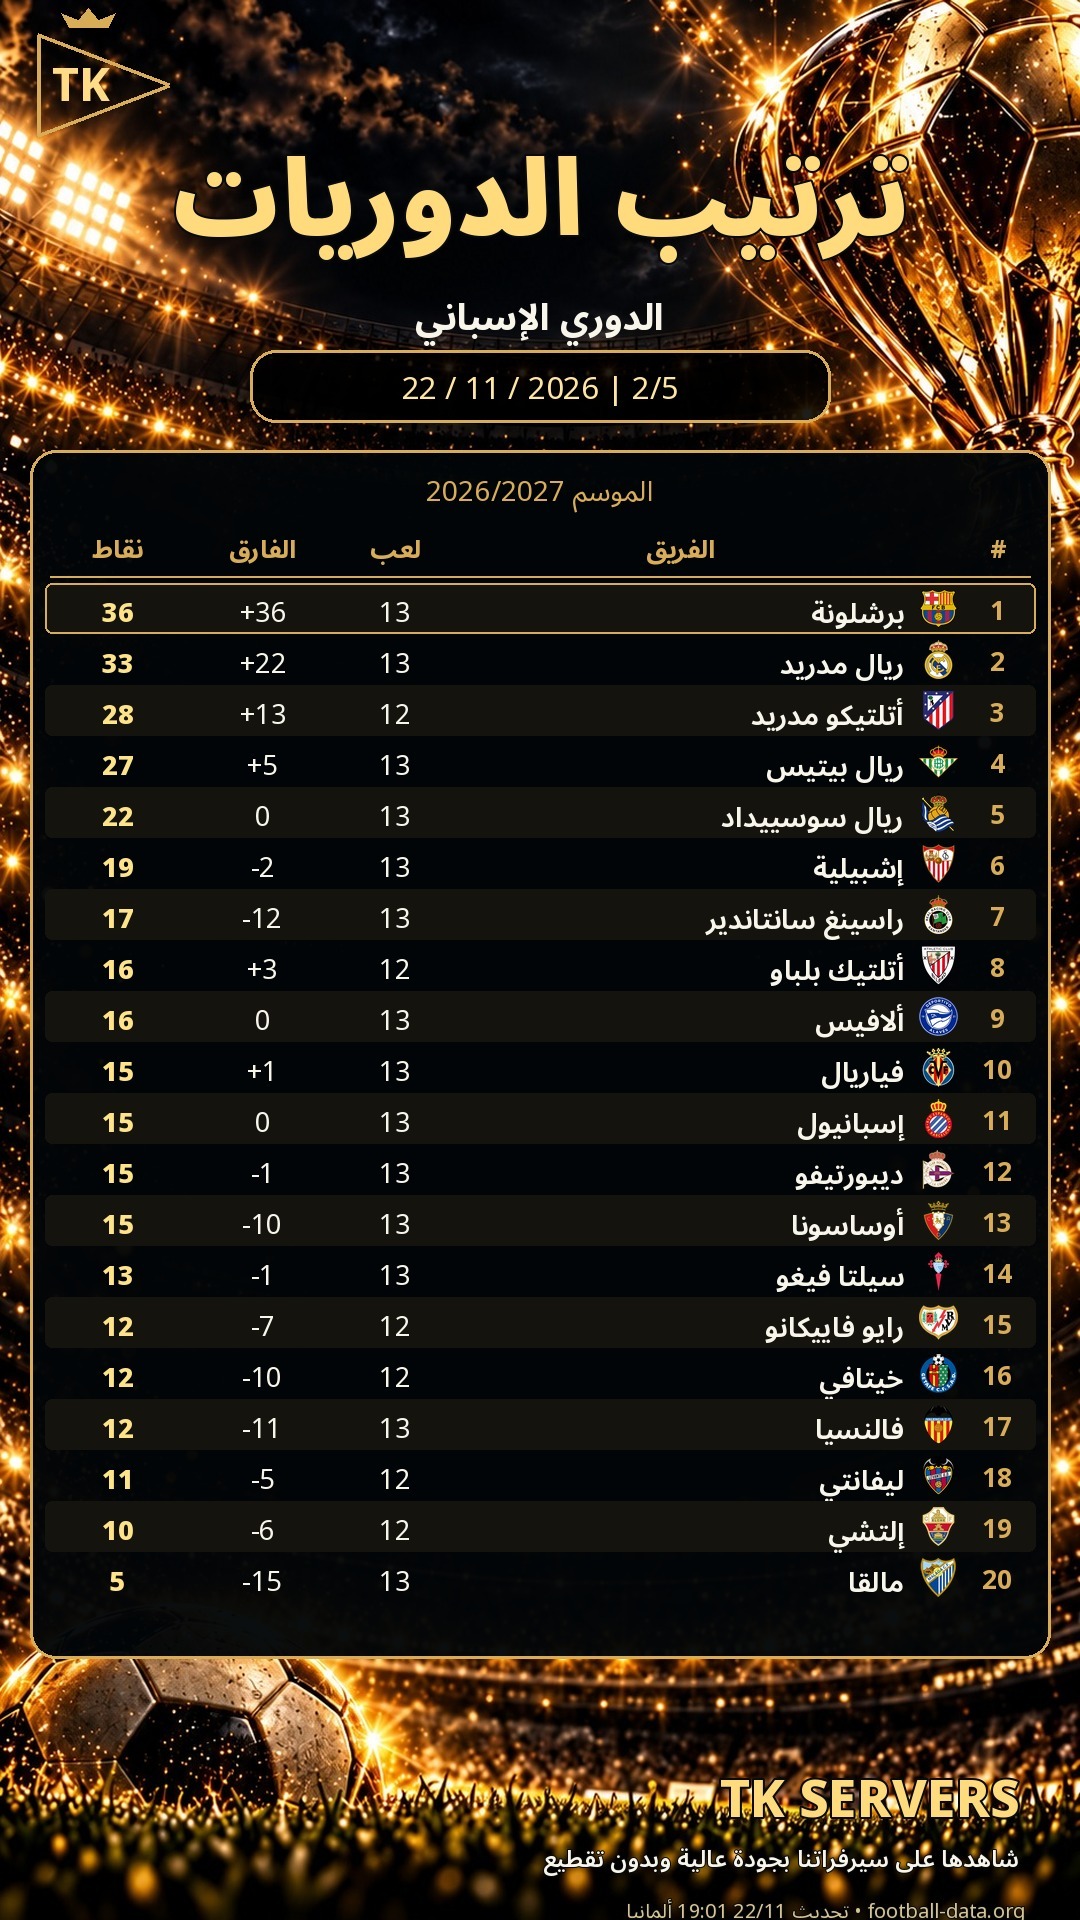 TK
ترتيب الدوريات
الدوري الإسباني
22 / 11 / 2026 | 2/5
الموسم 2026/2027
# الفريق لعب الفارق نقاط
1 برشلونة 13 +36 36
2 ريال مدريد 13 +22 33
3 أتلتيكو مدريد 12 +13 28
4 ريال بيتيس 13 +5 27
5 ريال سوسييداد 13 0 22
6 إشبيلية 13 -2 19
7 راسينغ سانتاندير 13 -12 17
8 أتلتيك بلباو 12 +3 16
9 ألافيس 13 0 16
10 فياريال 13 +1 15
11 إسبانيول 13 0 15
12 ديبورتيفو 13 -1 15
13 أوساسونا 13 -10 15
14 سيلتا فيغو 13 -1 13
15 رايو فاييكانو 12 -7 12
16 خيتافي 12 -10 12
17 فالنسيا 13 -11 12
18 ليفانتي 12 -5 11
19 إلتشي 12 -6 10
20 مالقا 13 -15 5
TK SERVERS
شاهدها على سيرفراتنا بجودة عالية وبدون تقطيع
football-data.org • تحديث 22/11 19:01 ألمانيا